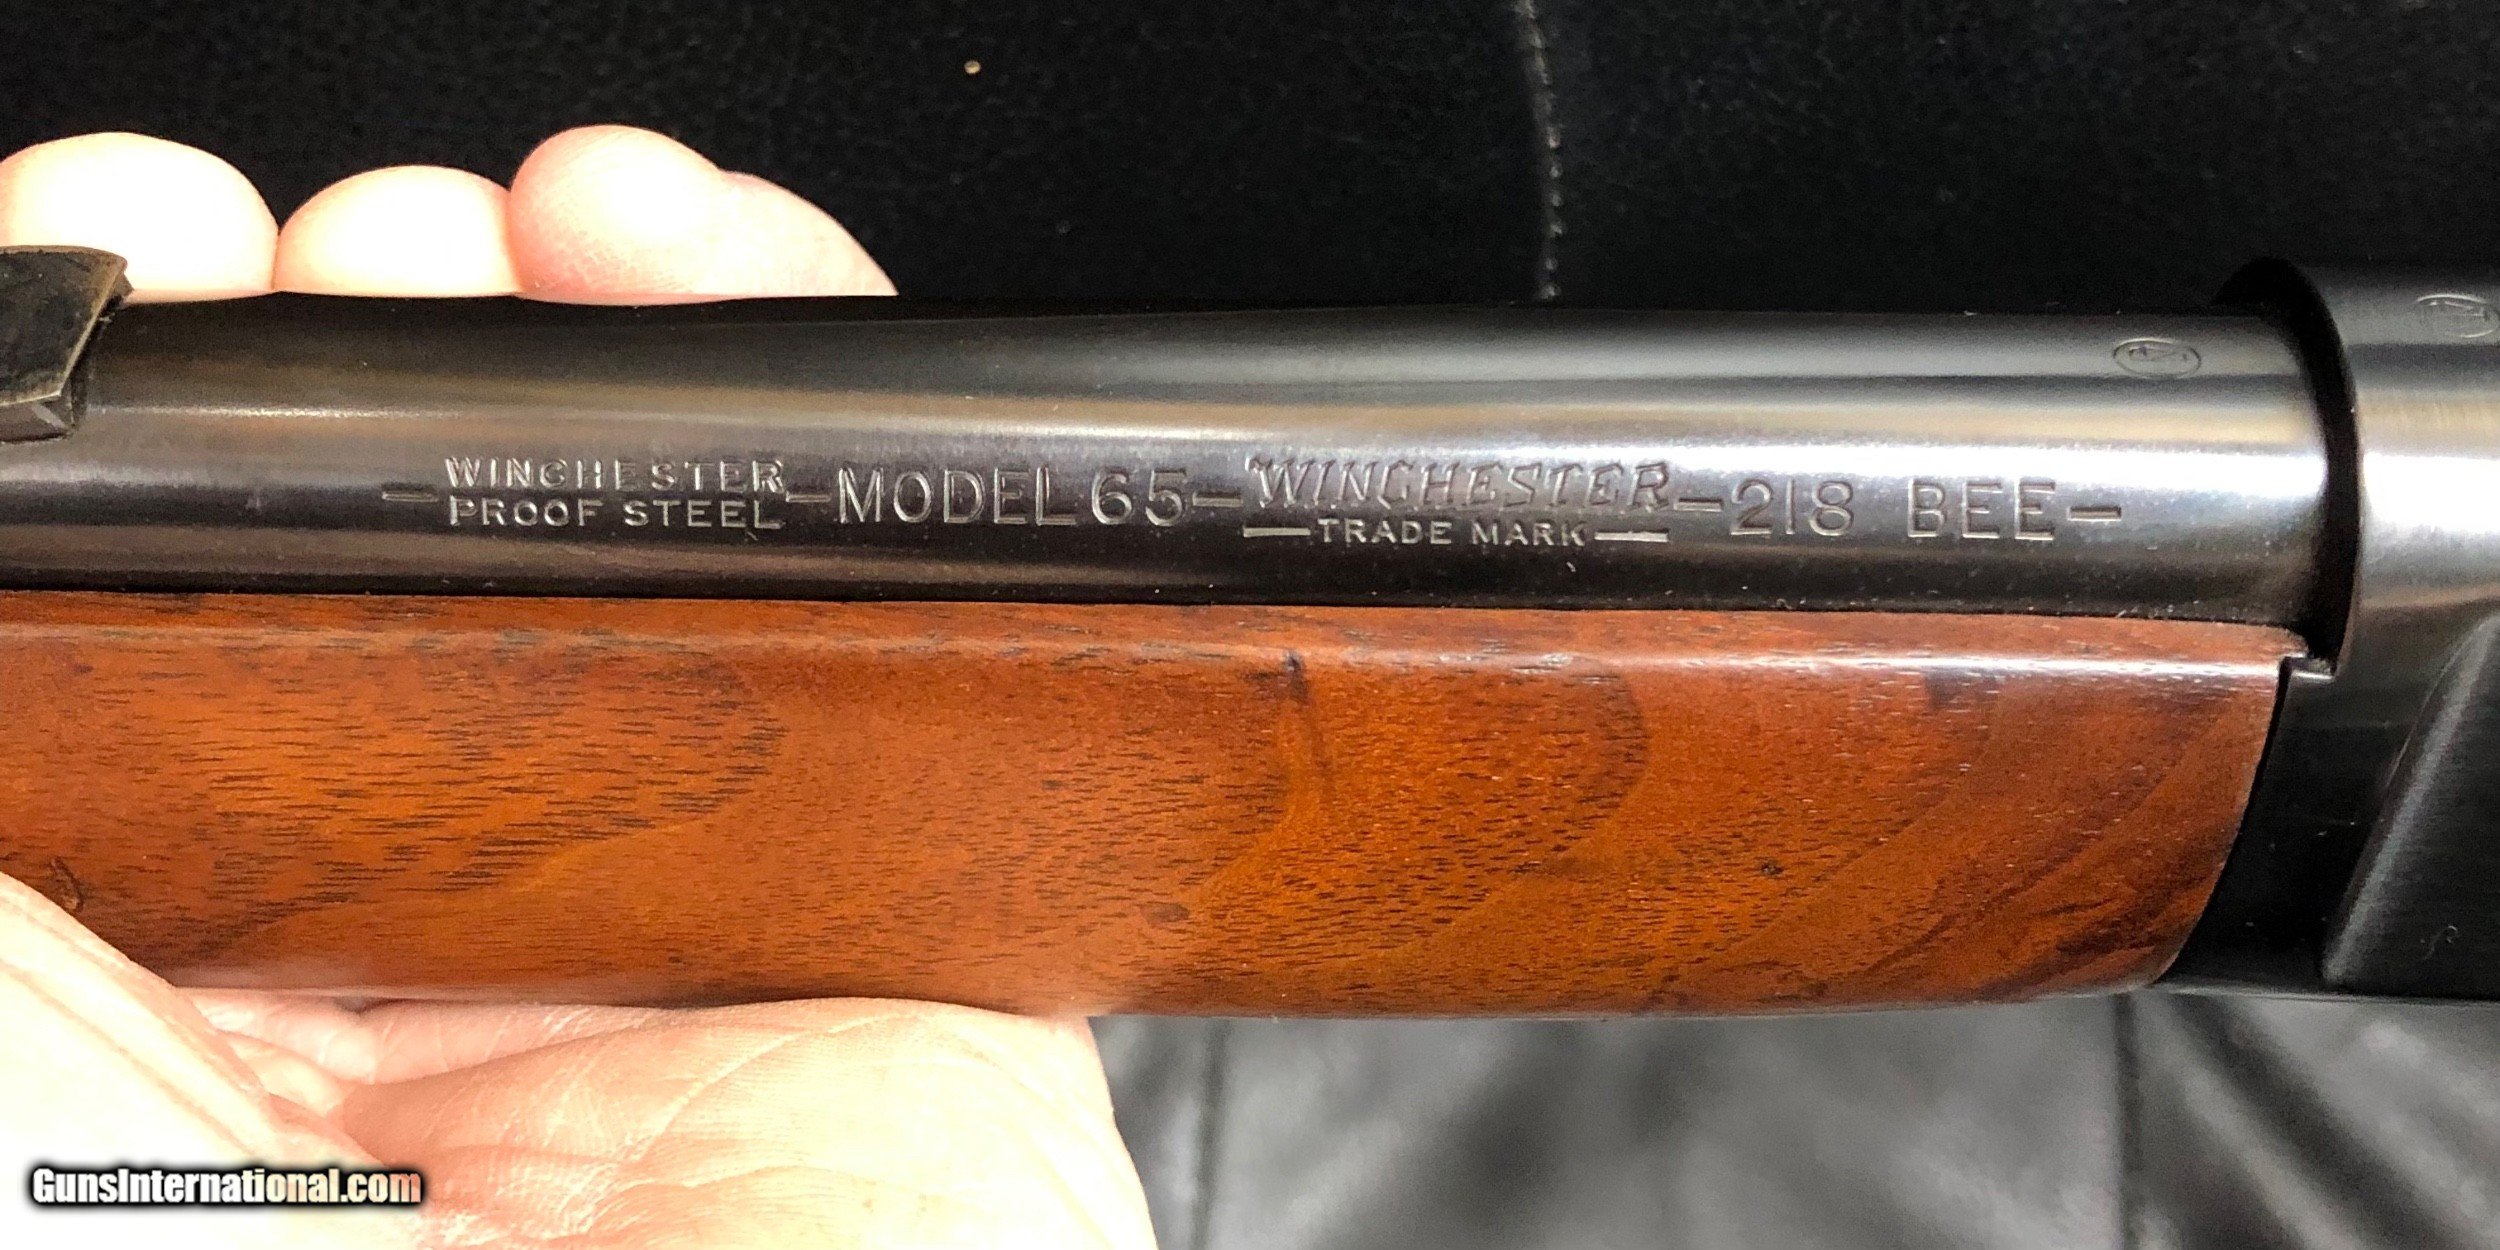 WINCHESTER
PROOF STEEL
-MODEL 65-
WINCHESTER
TRADE MARK
-218 BEE-
GunsInternational.com